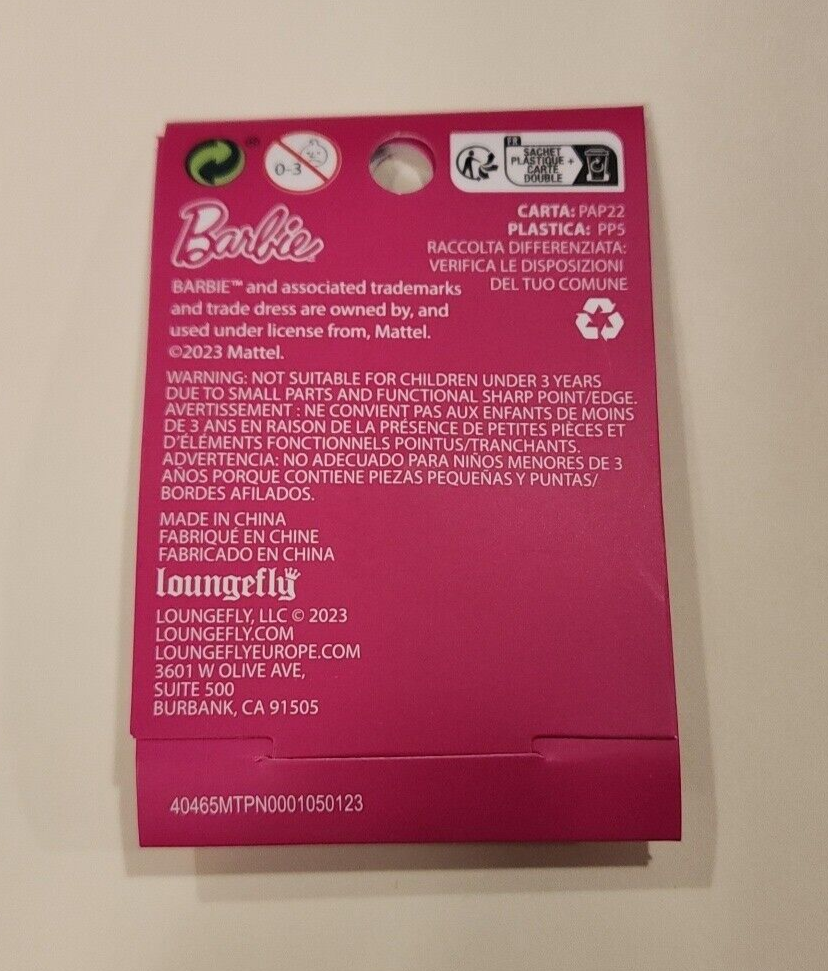 0-3
FR
SACHET
PLASTIQUE +
CARTE
DOUBLE
Barbie
CARTA: PAP22
PLASTICA: PP5
RACCOLTA DIFFERENZIATA:
VERIFICA LE DISPOSIZIONI
DEL TUO COMUNE
BARBIE™ and associated trademarks
and trade dress are owned by, and
used under license from, Mattel.
©2023 Mattel.
WARNING: NOT SUITABLE FOR CHILDREN UNDER 3 YEARS
DUE TO SMALL PARTS AND FUNCTIONAL SHARP POINT/EDGE.
AVERTISSEMENT : NE CONVIENT PAS AUX ENFANTS DE MOINS
DE 3 ANS EN RAISON DE LA PRÉSENCE DE PETITES PIÈCES ET
D'ÉLÉMENTS FONCTIONNELS POINTUS/TRANCHANTS.
ADVERTENCIA: NO ADECUADO PARA NIÑOS MENORES DE 3
AÑOS PORQUE CONTIENE PIEZAS PEQUEÑAS Y PUNTAS/
BORDES AFILADOS.
MADE IN CHINA
FABRIQUÉ EN CHINE
FABRICADO EN CHINA
loungefly
LOUNGEFLY, LLC © 2023
LOUNGEFLY.COM
LOUNGEFLYEUROPE.COM
3601 W OLIVE AVE,
SUITE 500
BURBANK, CA 91505
40465MTPN0001050123